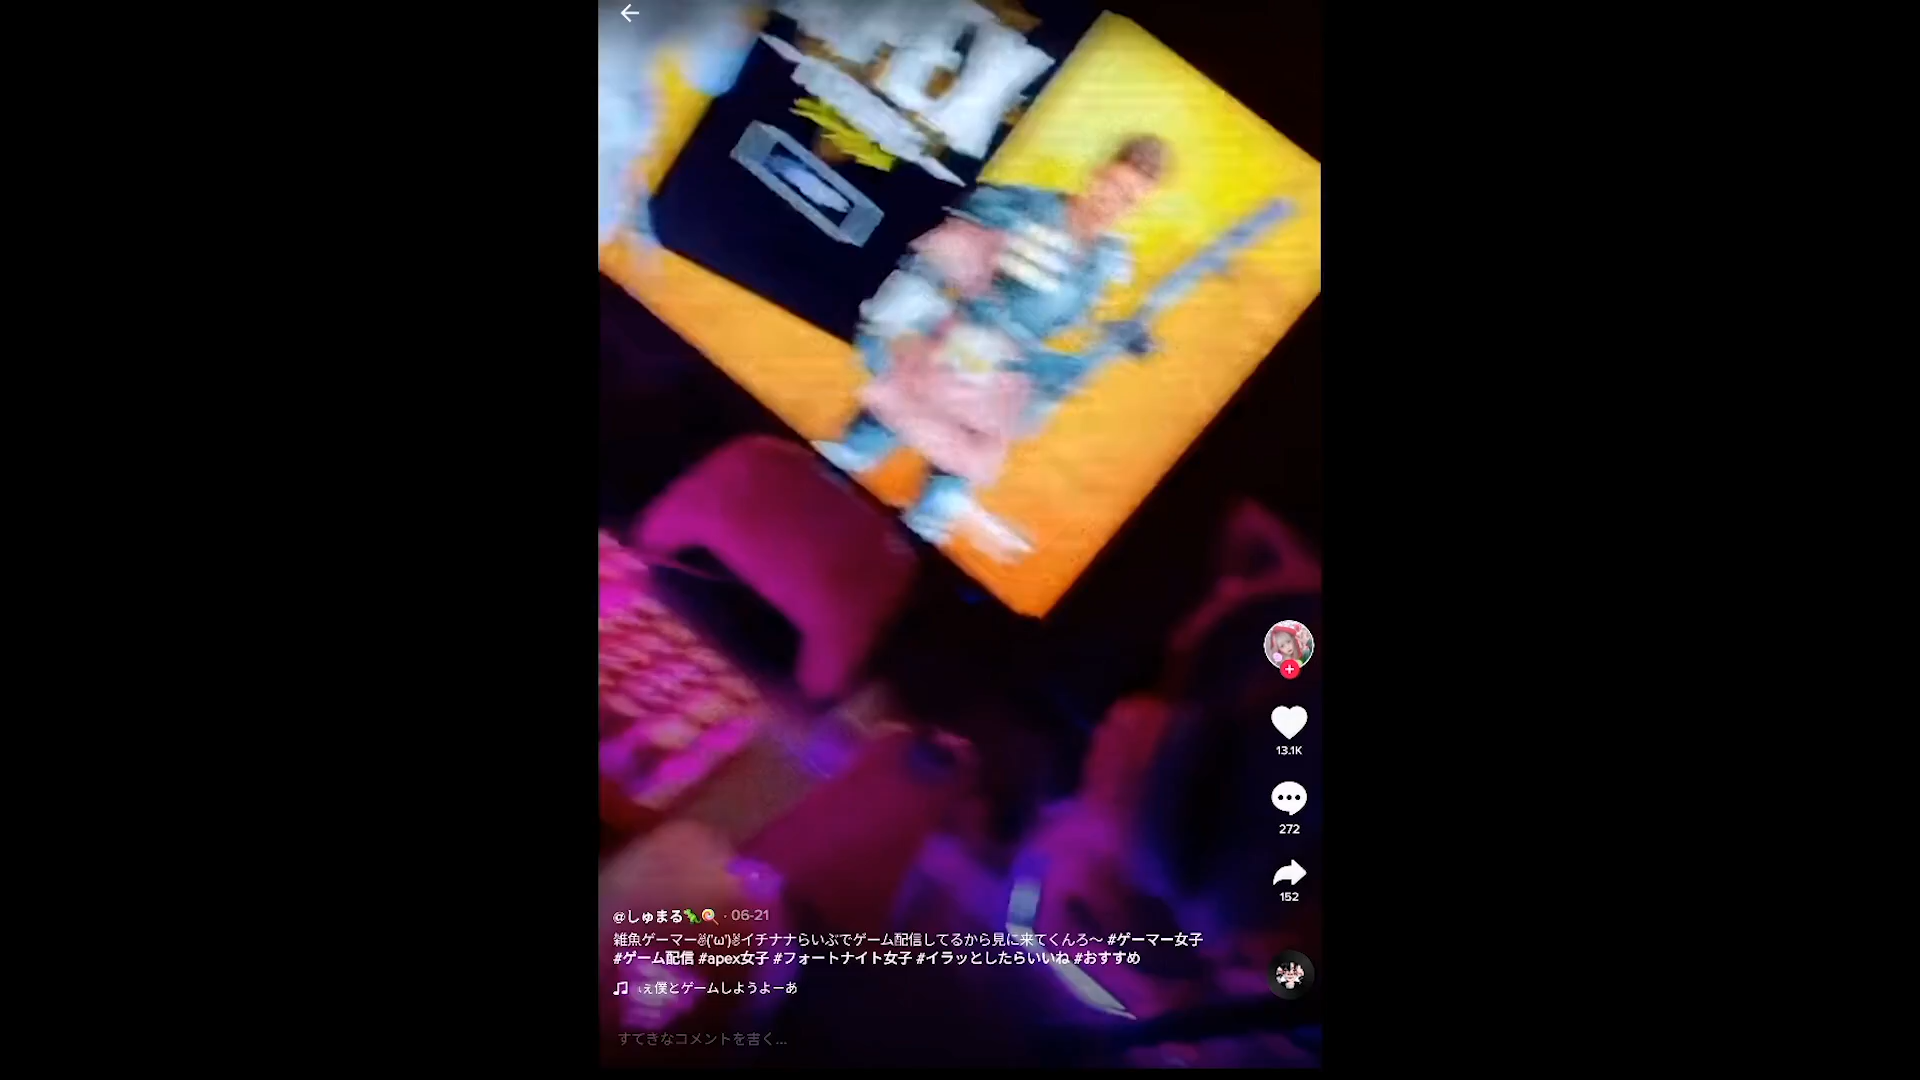 @しゅまる🦖🍭 · 06-21
雑魚ゲーマー✌('ω')✌イチナナらいぶでゲーム配信してるから見に来てくんろ〜 #ゲーマー女子
#ゲーム配信 #apex女子 #フォートナイト女子 #イラッとしたらいいね #おすすめ
ぇ僕とゲームしようよーあ
すてきなコメントを書く...
13.1K
272
152